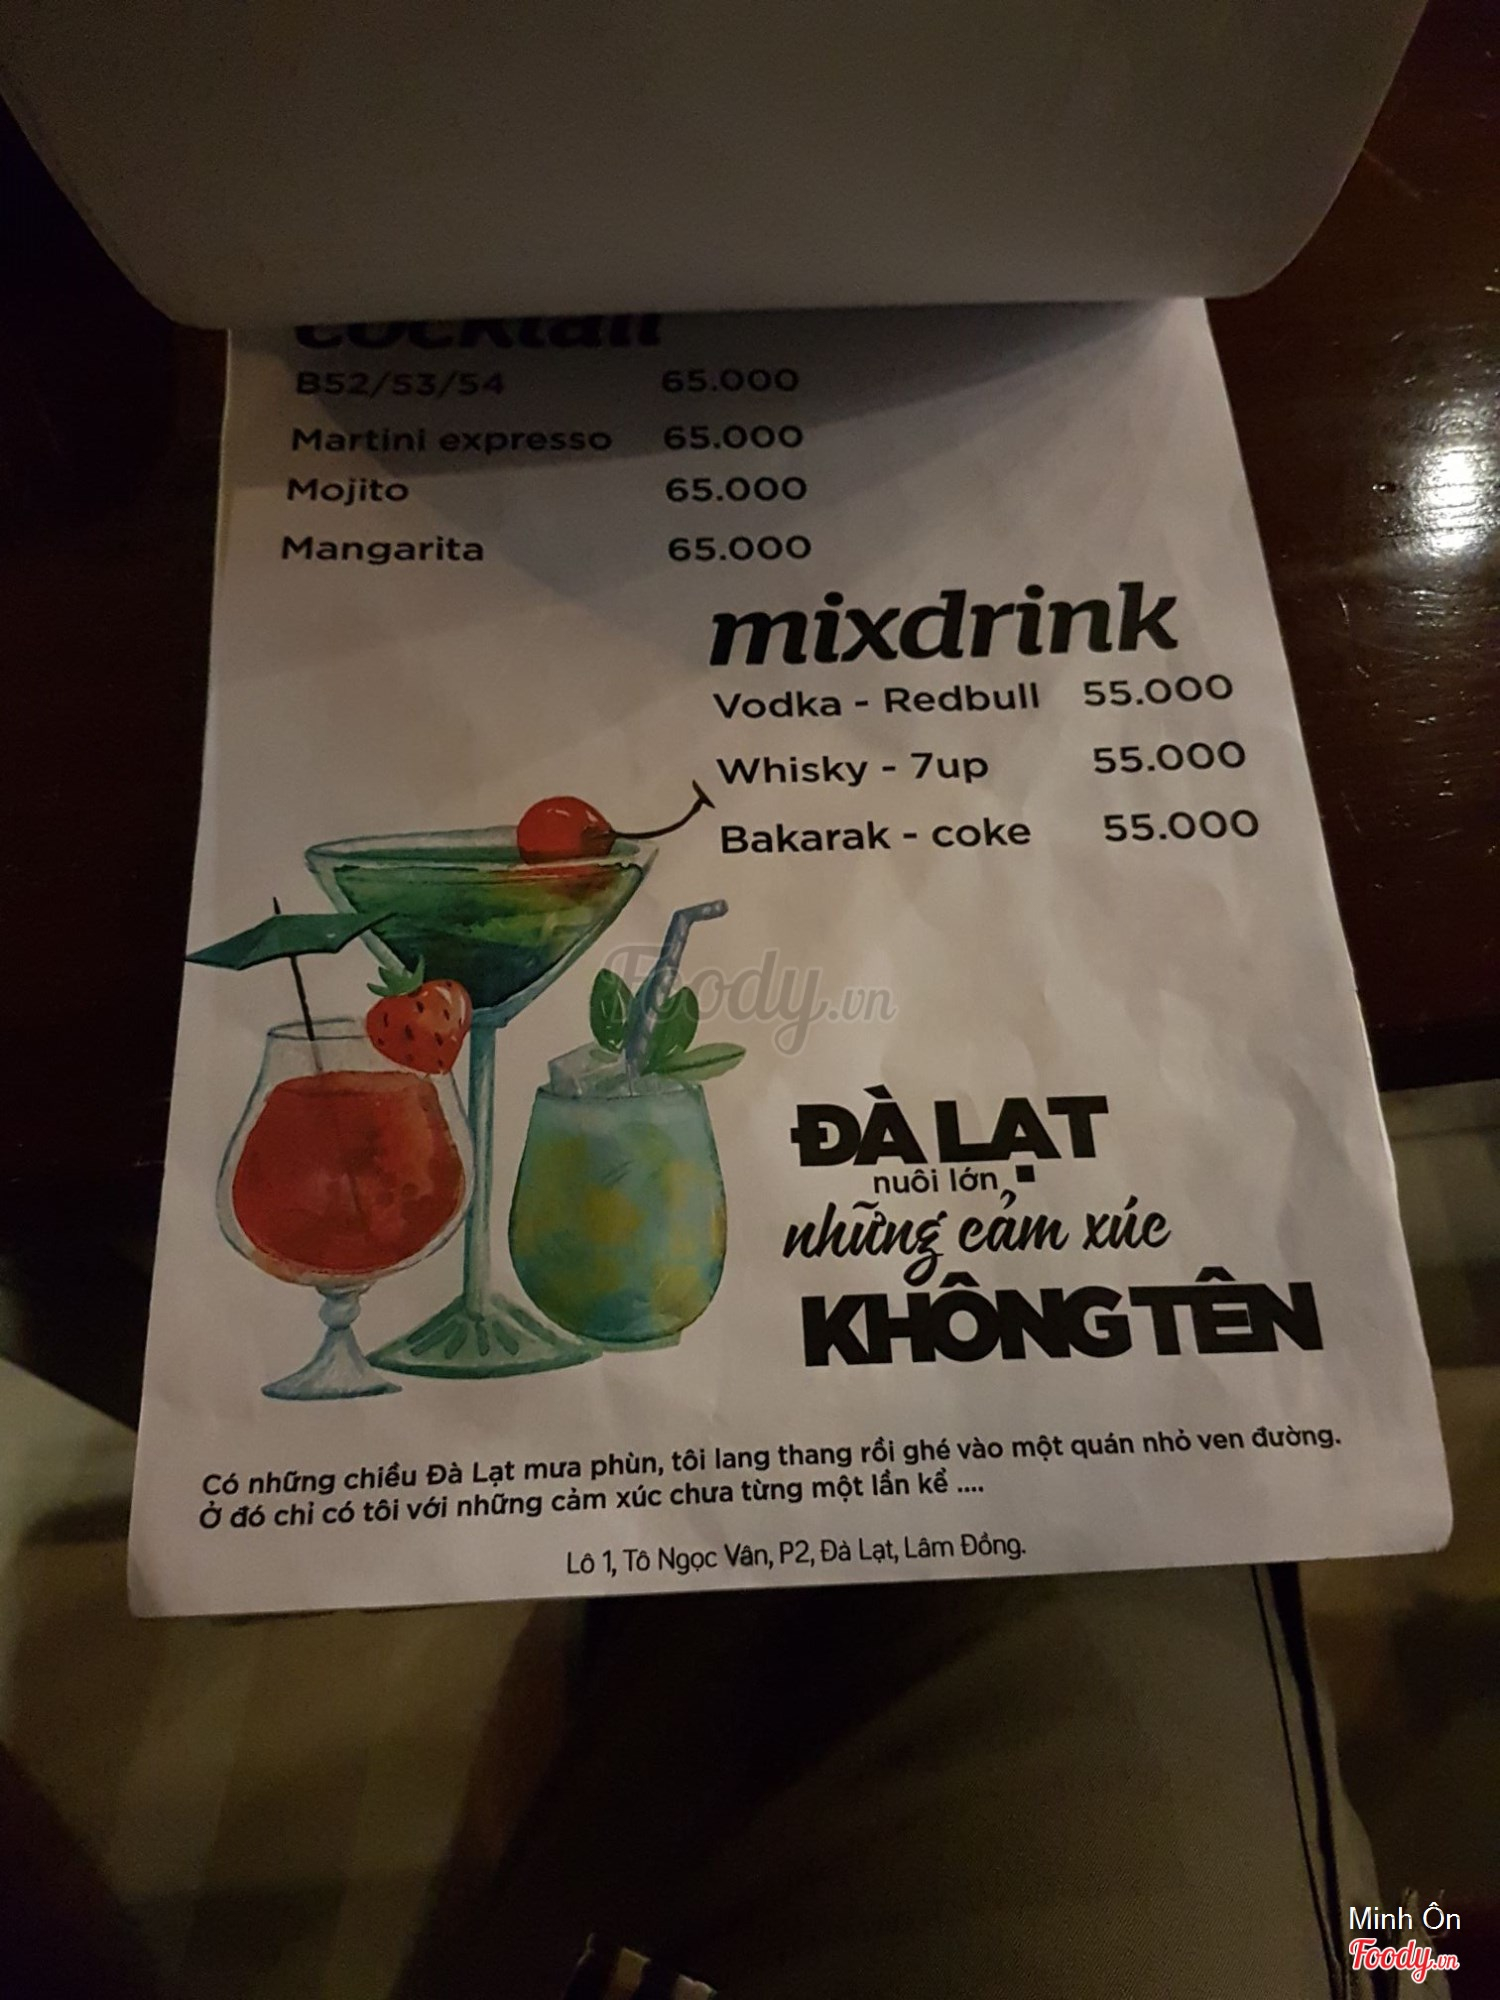 cocktail
B52/53/54 65.000
Martini expresso 65.000
Mojito 65.000
Mangarita 65.000
mixdrink
Vodka - Redbull 55.000
Whisky - 7up 55.000
Bakarak - coke 55.000
Foody.vn
ĐÀ LẠT
nuôi lớn
những cảm xúc
KHÔNG TÊN
Có những chiều Đà Lạt mưa phùn, tôi lang thang rồi ghé vào một quán nhỏ ven đường.
Ở đó chỉ có tôi với những cảm xúc chưa từng một lần kể ....
Lô 1, Tô Ngọc Vân, P2, Đà Lạt, Lâm Đồng.
Minh Ôn
Foody.vn